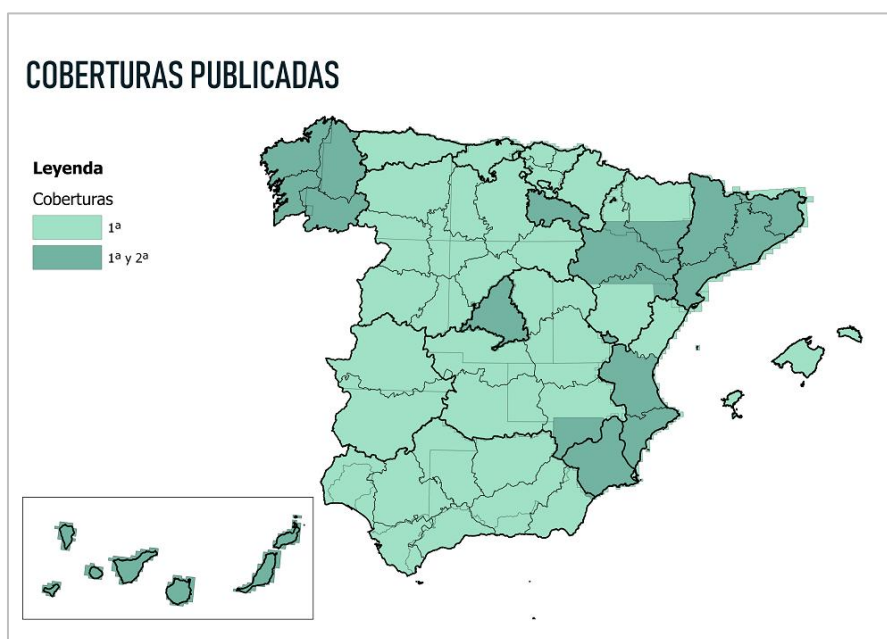 COBERTURAS PUBLICADAS
Leyenda
Coberturas
1ª
1ª y 2ª